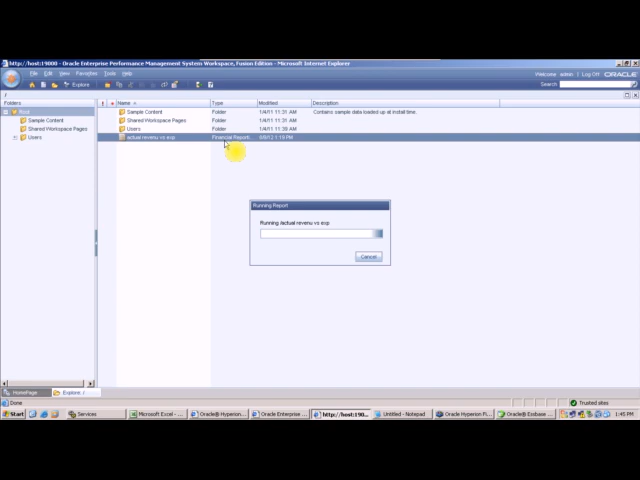 http://host:19000 - Oracle Enterprise Performance Management System Workspace, Fusion Edition - Microsoft Internet Explorer
File Edit View Favorites Tools Help
Welcome admin | Log Off ORACLE
Explore
Search
Folders
! Name Type Modified Description
Root
Sample Content
Shared Workspace Pages
Users
Sample Content Folder 1/4/11 11:31 AM Contains sample data loaded up at install time.
Shared Workspace Pages Folder 1/4/11 11:31 AM
Users Folder 1/4/11 11:38 AM
actual revenu vs exp Financial Reporti 1:19 PM
Running Report
Running /actual revenu vs exp
Cancel
HomePage Explore: /
Done Trusted sites
Start Services Microsoft Excel - ... Oracle® Hyperion ... Oracle Enterprise ... http://host:190... Untitled - Notepad Oracle Hyperion Pl... Oracle® Essbase 1:45 PM